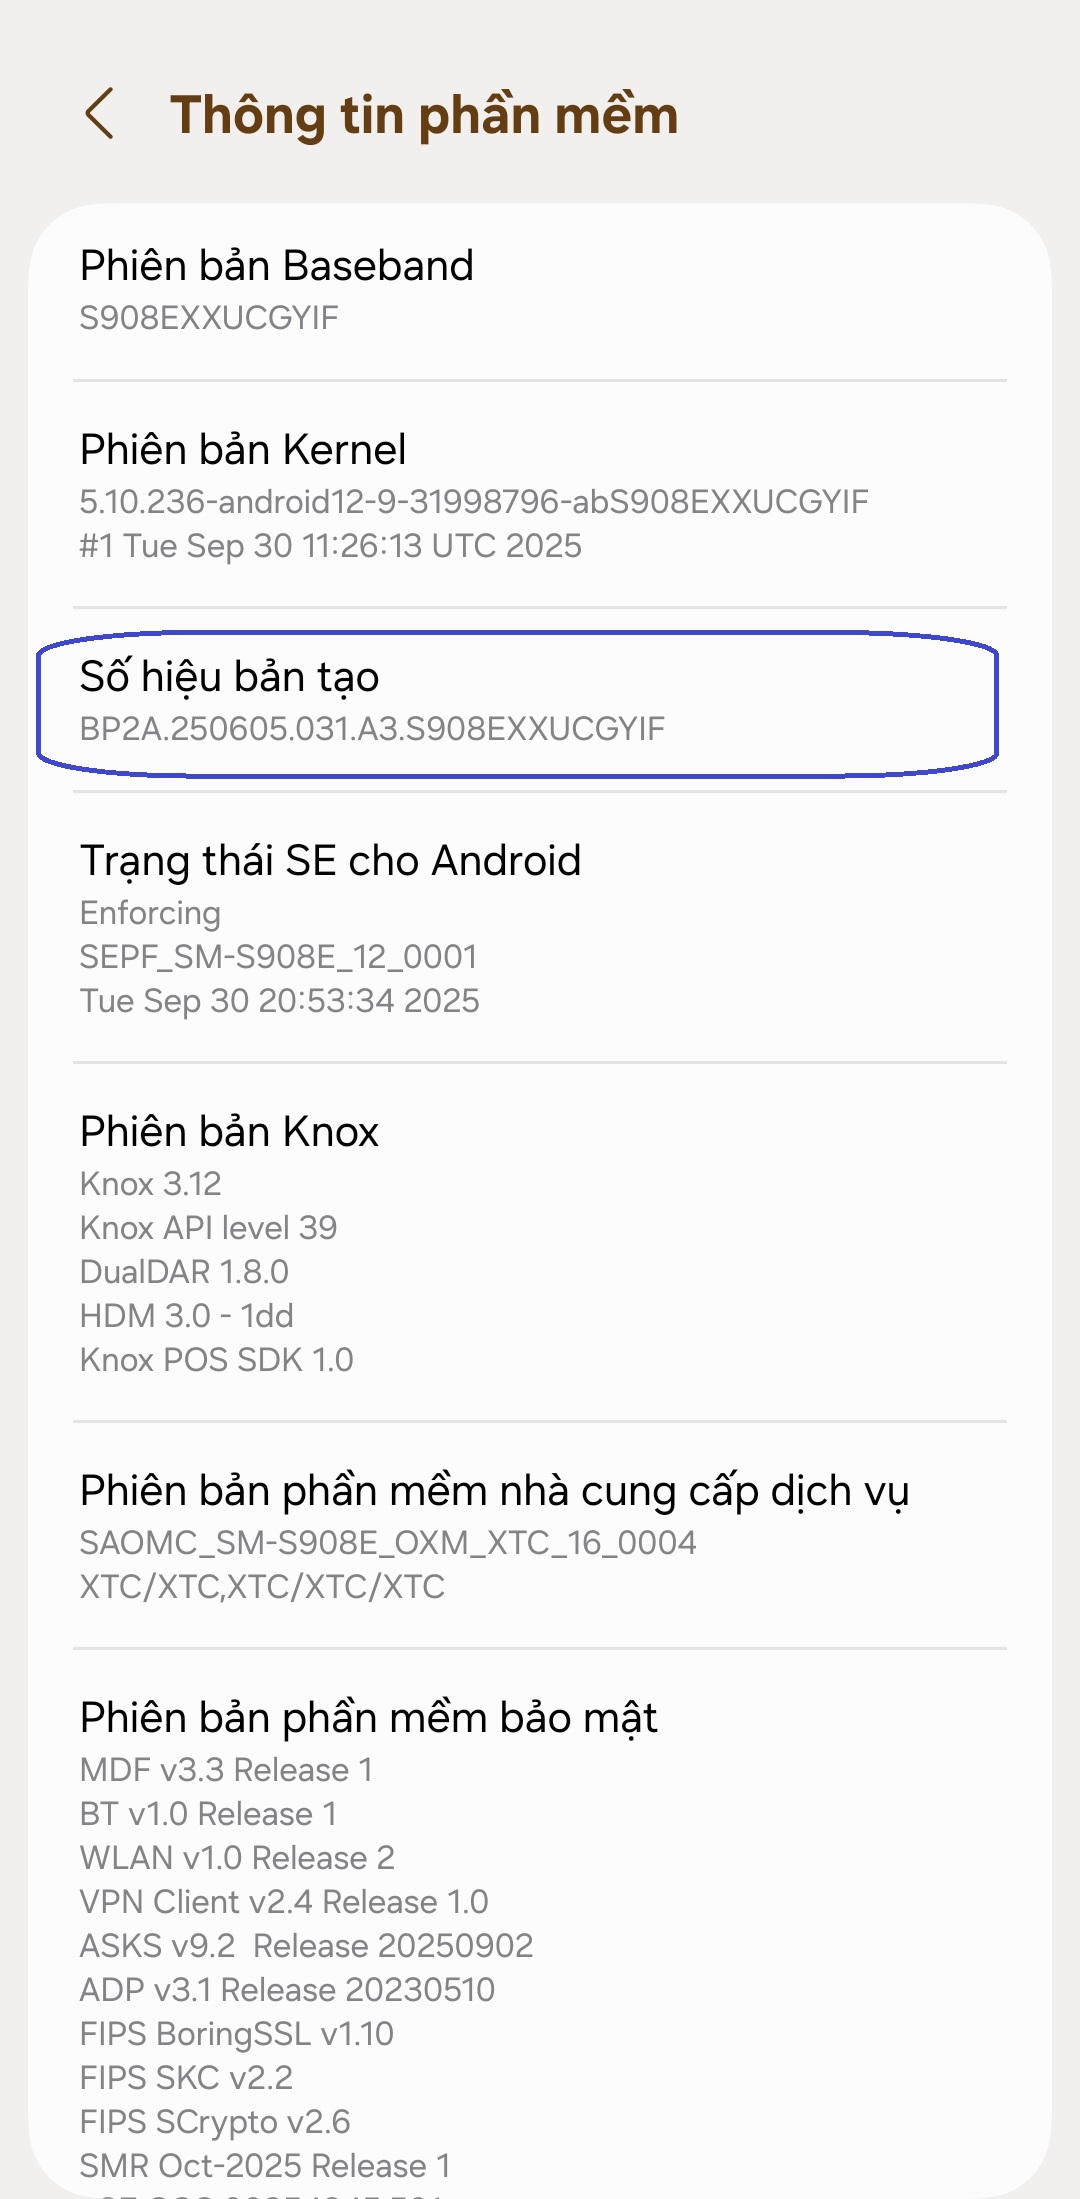 Thông tin phần mềm
Phiên bản Baseband
S908EXXUCGYIF
Phiên bản Kernel
5.10.236-android12-9-31998796-abS908EXXUCGYIF
#1 Tue Sep 30 11:26:13 UTC 2025
Số hiệu bản tạo
BP2A.250605.031.A3.S908EXXUCGYIF
Trạng thái SE cho Android
Enforcing
SEPF_SM-S908E_12_0001
Tue Sep 30 20:53:34 2025
Phiên bản Knox
Knox 3.12
Knox API level 39
DualDAR 1.8.0
HDM 3.0 - 1dd
Knox POS SDK 1.0
Phiên bản phần mềm nhà cung cấp dịch vụ
SAOMC_SM-S908E_OXM_XTC_16_0004
XTC/XTC,XTC/XTC/XTC
Phiên bản phần mềm bảo mật
MDF v3.3 Release 1
BT v1.0 Release 1
WLAN v1.0 Release 2
VPN Client v2.4 Release 1.0
ASKS v9.2  Release 20250902
ADP v3.1 Release 20230510
FIPS BoringSSL v1.10
FIPS SKC v2.2
FIPS SCrypto v2.6
SMR Oct-2025 Release 1